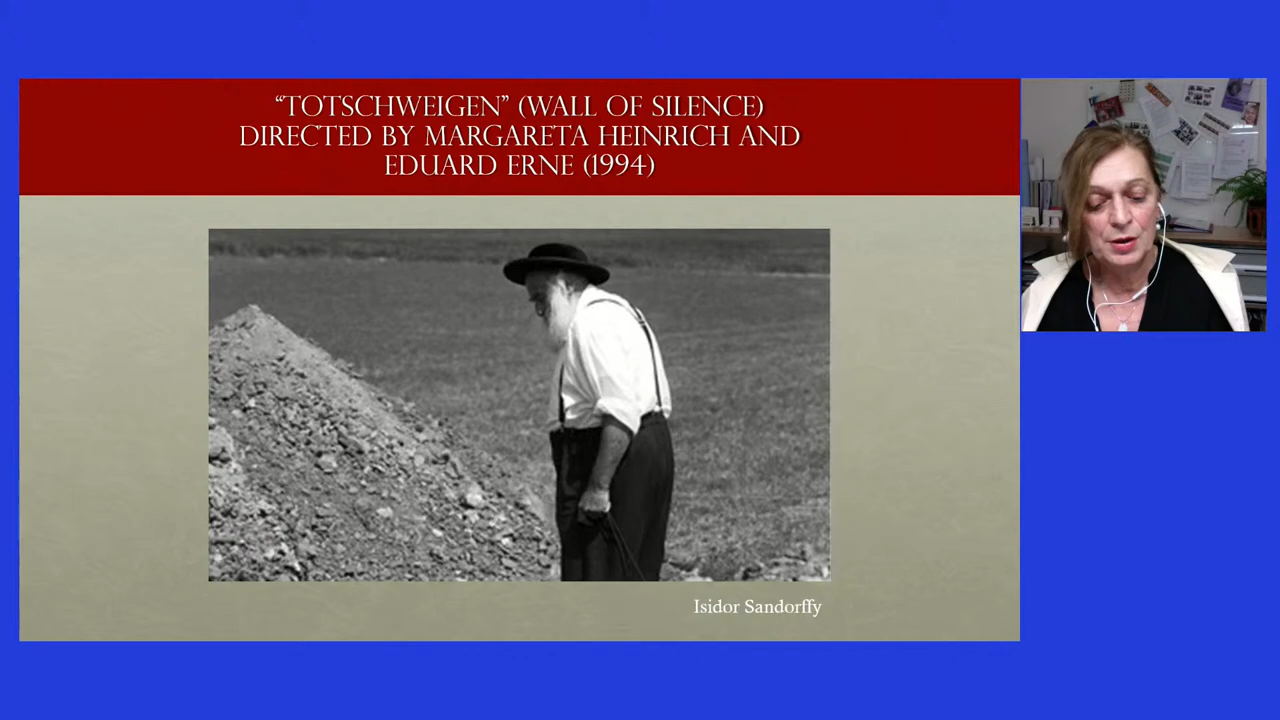 “TOTSCHWEIGEN” (WALL OF SILENCE)
DIRECTED BY MARGARETA HEINRICH AND
EDUARD ERNE (1994)
Isidor Sandorffy